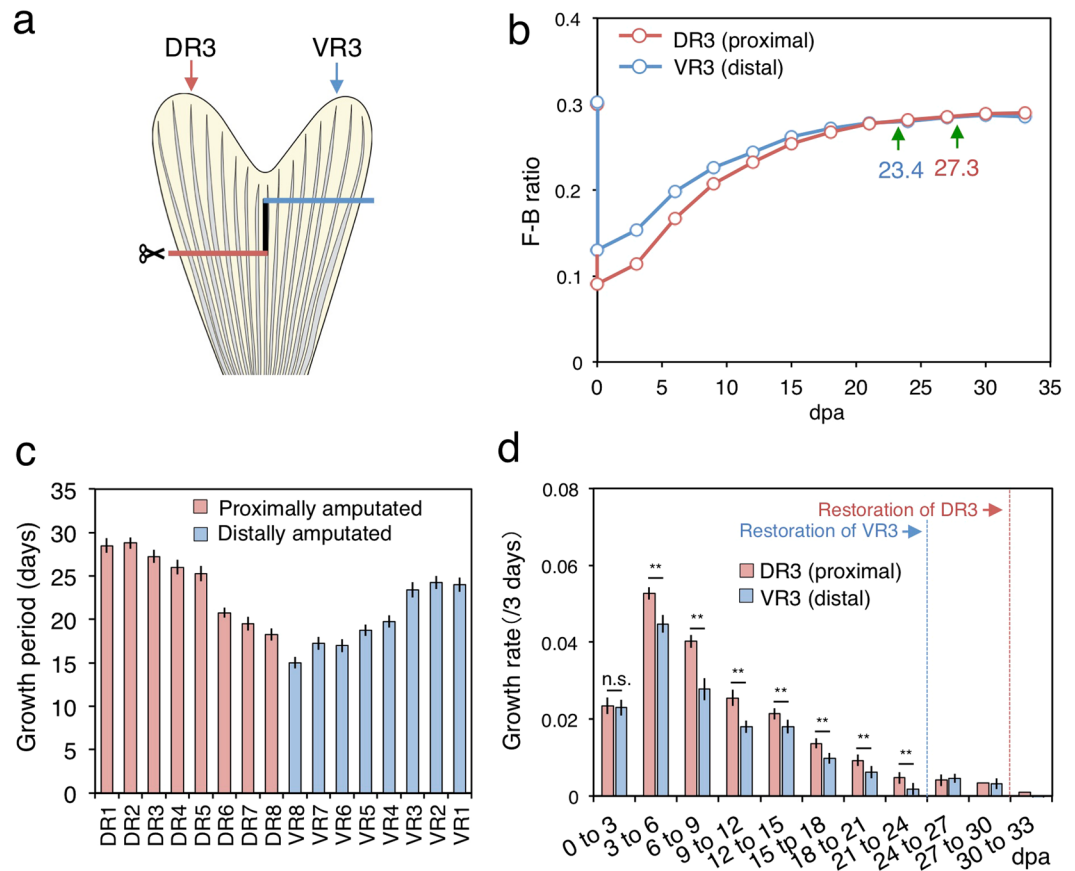 a
DR3
VR3
b
DR3 (proximal)
VR3 (distal)
0.4
0.3
0.2
0.1
0
F-B ratio
23.4
27.3
0
5
10
15
20
25
30
35
dpa
c
Proximally amputated
Distally amputated
35
30
25
20
15
10
5
0
Growth period (days)
DR1
DR2
DR3
DR4
DR5
DR6
DR7
DR8
VR8
VR7
VR6
VR5
VR4
VR3
VR2
VR1
d
0.08
0.06
0.04
0.02
0
Growth rate(/3 days)
Restoration of DR3
Restoration of VR3
DR3 (proximal)
VR3 (distal)
n.s.
**
**
**
**
**
**
**
0 to 3
3 to 6
6 to 9
9 to 12
12 to 15
15 tp 18
18 to 21
21 to 24
24 to 27
27 to 30
30 to 33
dpa